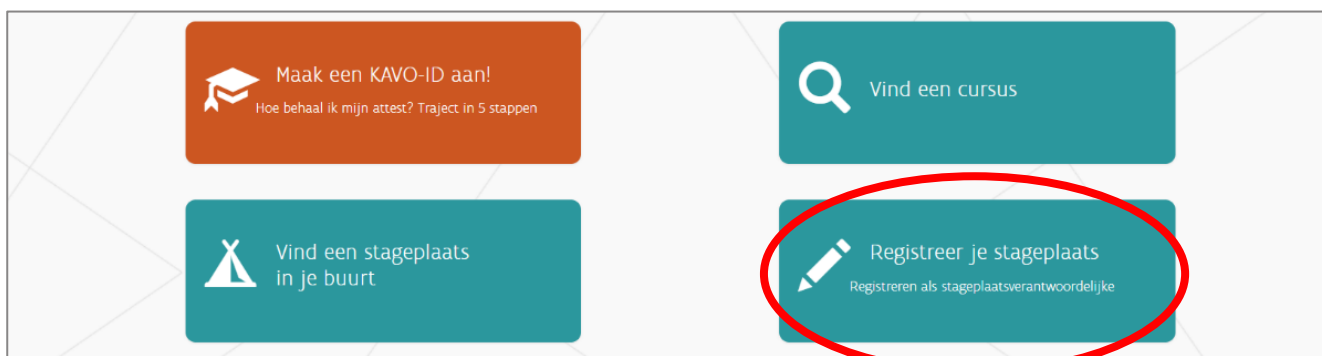 Maak een KAVO-ID aan!
Hoe behaal ik mijn attest? Traject in 5 stappen
Vind een cursus
Vind een stageplaats
in je buurt
Registreer je stageplaats
Registreren als stageplaatsverantwoordelijke